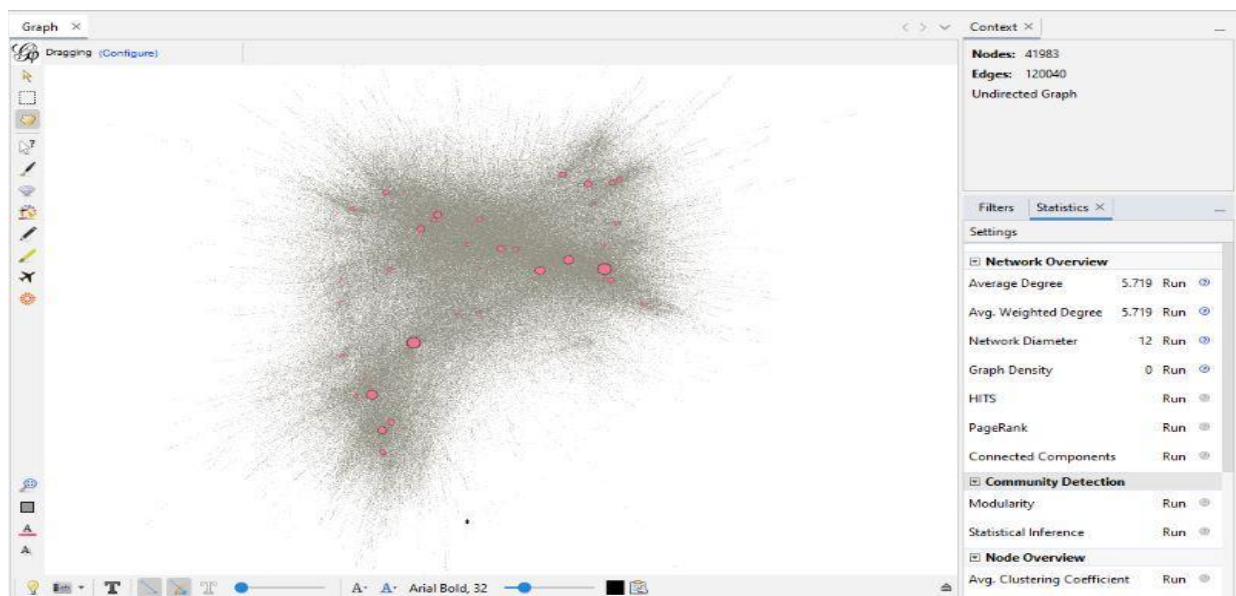 Graph
Dragging (Configure)
T T
A A Arial Bold, 32
A
A
Context
Nodes: 41983
Edges: 120040
Undirected Graph
Filters Statistics
Settings
Network Overview
Average Degree 5.719 Run
Avg. Weighted Degree 5.719 Run
Network Diameter 12 Run
Graph Density 0 Run
HITS Run
PageRank Run
Connected Components Run
Community Detection
Modularity Run
Statistical Inference Run
Node Overview
Avg. Clustering Coefficient Run